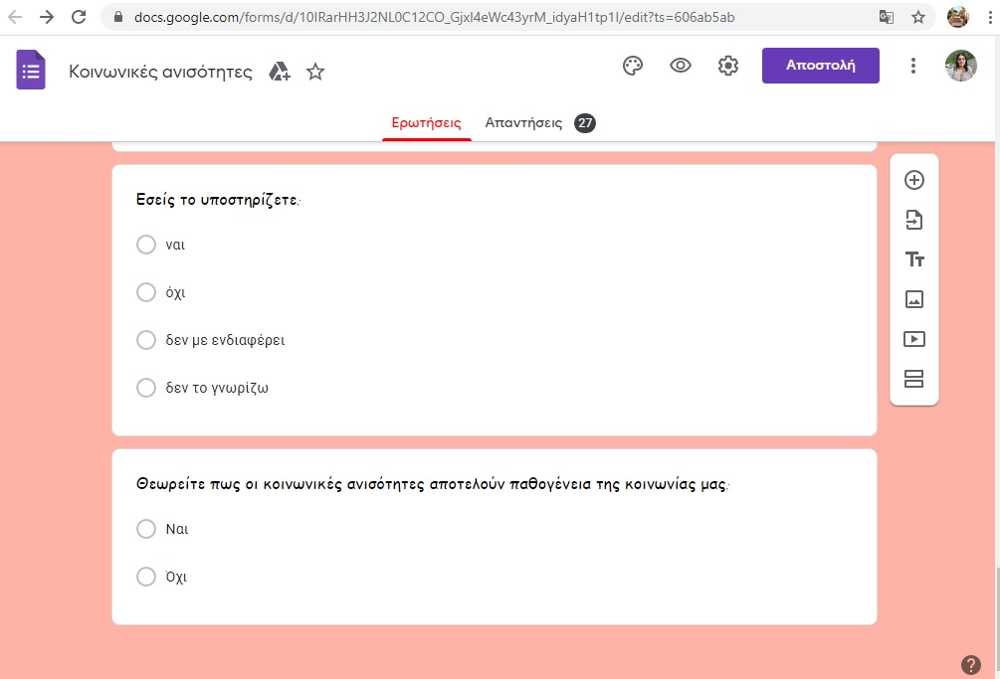 docs.google.com/forms/d/10IRarHH3J2NL0C12CO_GjxI4eWc43yrM_idyaH1tp1I/edit?ts=606ab5ab
Κοινωνικές ανισότητες
Αποστολή
Ερωτήσεις Απαντήσεις 27
Εσείς το υποστηρίζετε;
ναι
όχι
δεν με ενδιαφέρει
δεν το γνωρίζω
Θεωρείτε πως οι κοινωνικές ανισότητες αποτελούν παθογένεια της κοινωνίας μας;
Ναι
Όχι